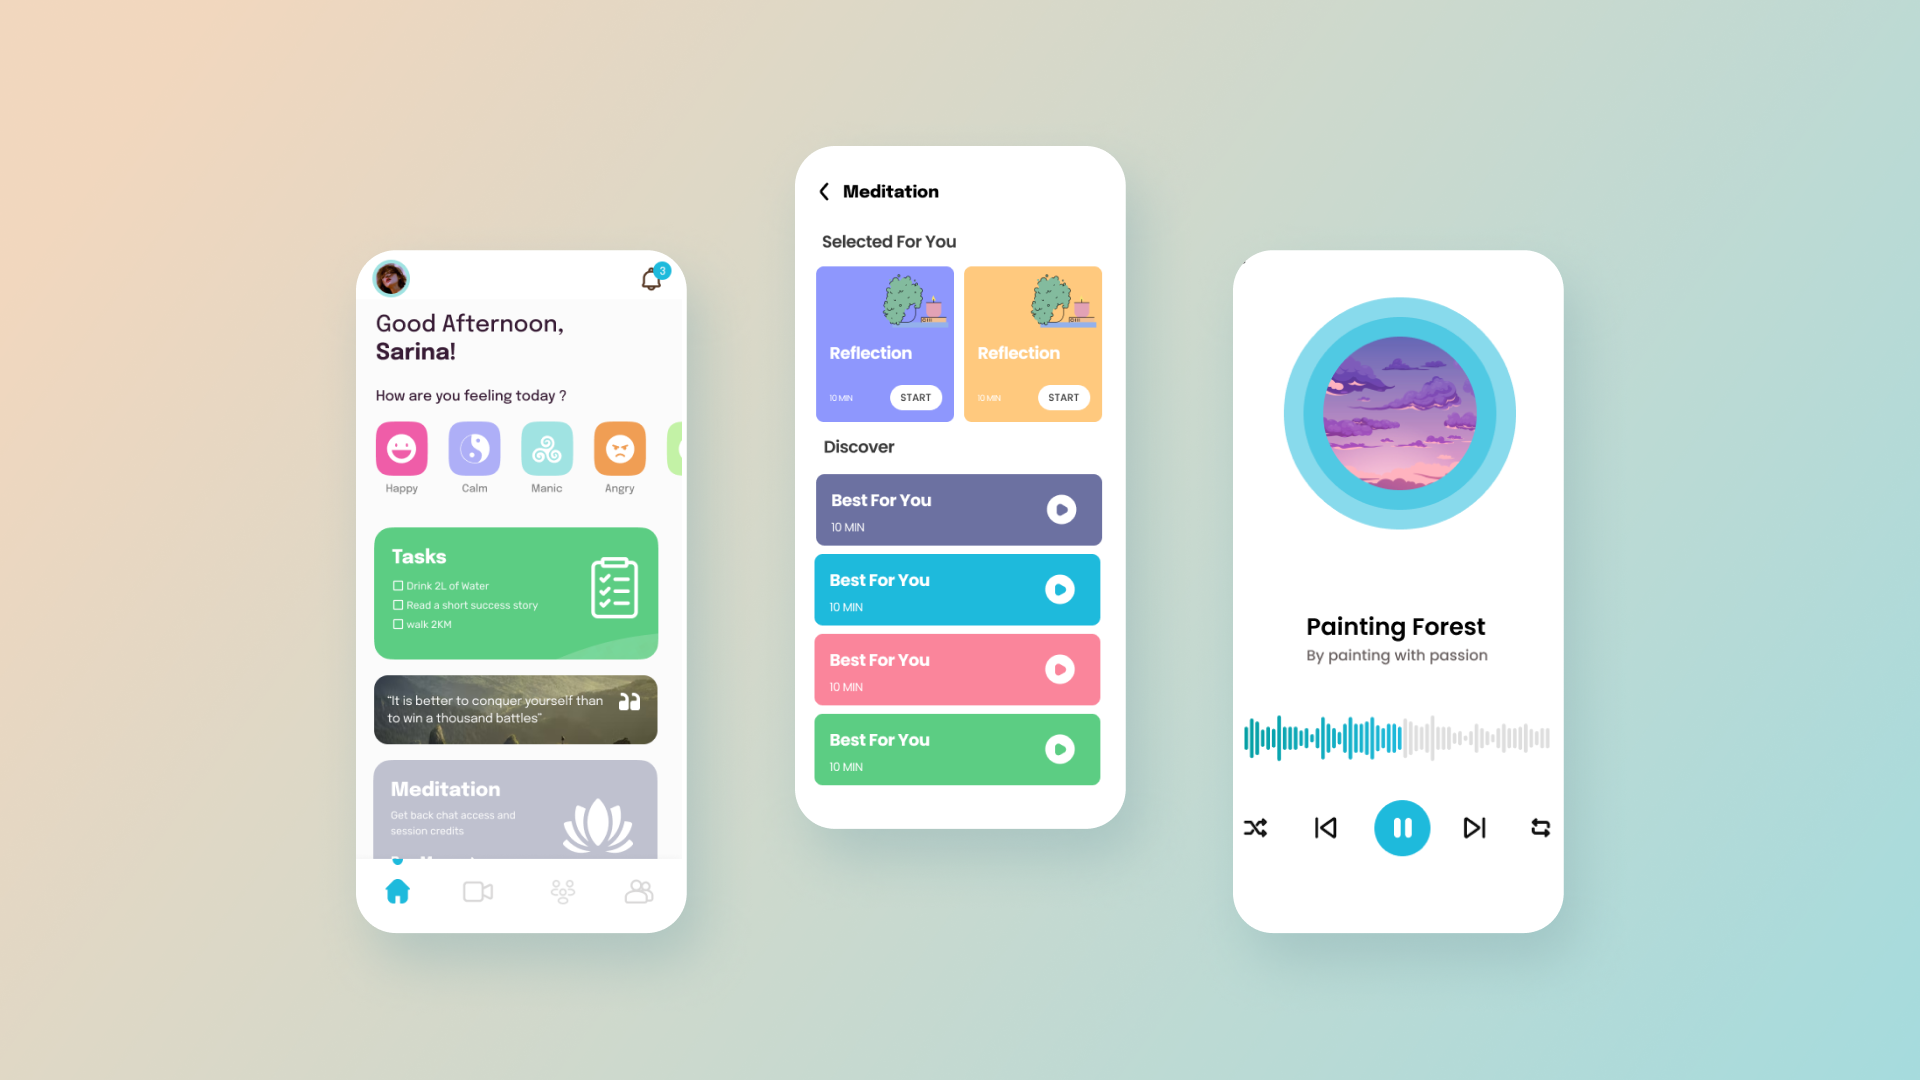 3
Good Afternoon,
Sarina!
How are you feeling today ?
Happy
Calm
Manic
Angry
Tasks
Drink 2L of Water
Read a short success story
walk 2KM
“It is better to conquer yourself than
to win a thousand battles”
Meditation
Get back chat access and
session credits
Meditation
Selected For You
Reflection
10 MIN
START
Reflection
10 MIN
START
Discover
Best For You
10 MIN
Best For You
10 MIN
Best For You
10 MIN
Best For You
10 MIN
Painting Forest
By painting with passion